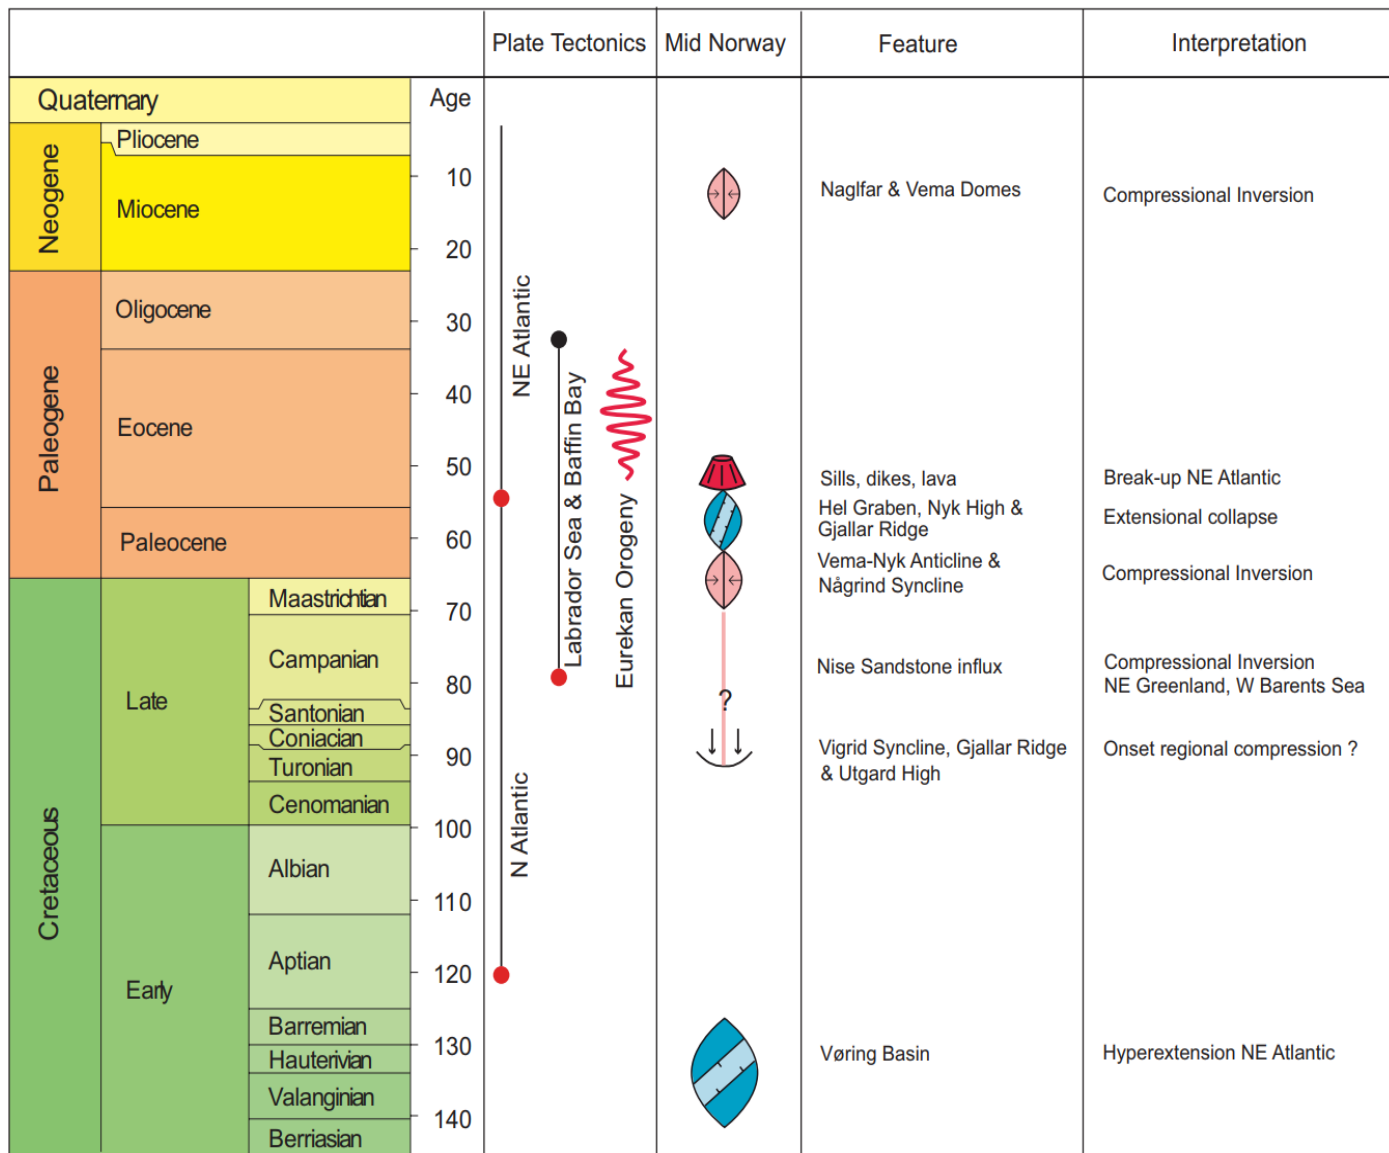 Plate Tectonics
Mid Norway
Feature
Interpretation
Quaternary
Age
Neogene
Pliocene
Miocene
10
20
Paleogene
Oligocene
Eocene
Paleocene
30
40
50
60
Cretaceous
Late
Maastrichtian
Campanian
Santonian
Coniacian
Turonian
Cenomanian
70
80
90
100
Early
Albian
Aptian
Barremian
Hauterivian
Valanginian
Berriasian
110
120
130
140
NE Atlantic
N Atlantic
Labrador Sea & Baffin Bay
Eurekan Orogeny
?
Naglfar & Vema Domes
Compressional Inversion
Sills, dikes, lava
Break-up NE Atlantic
Hel Graben, Nyk High &
Gjallar Ridge
Extensional collapse
Vema-Nyk Anticline &
Någrind Syncline
Compressional Inversion
Nise Sandstone influx
Compressional Inversion
NE Greenland, W Barents Sea
Vigrid Syncline, Gjallar Ridge
& Utgard High
Onset regional compression ?
Vøring Basin
Hyperextension NE Atlantic